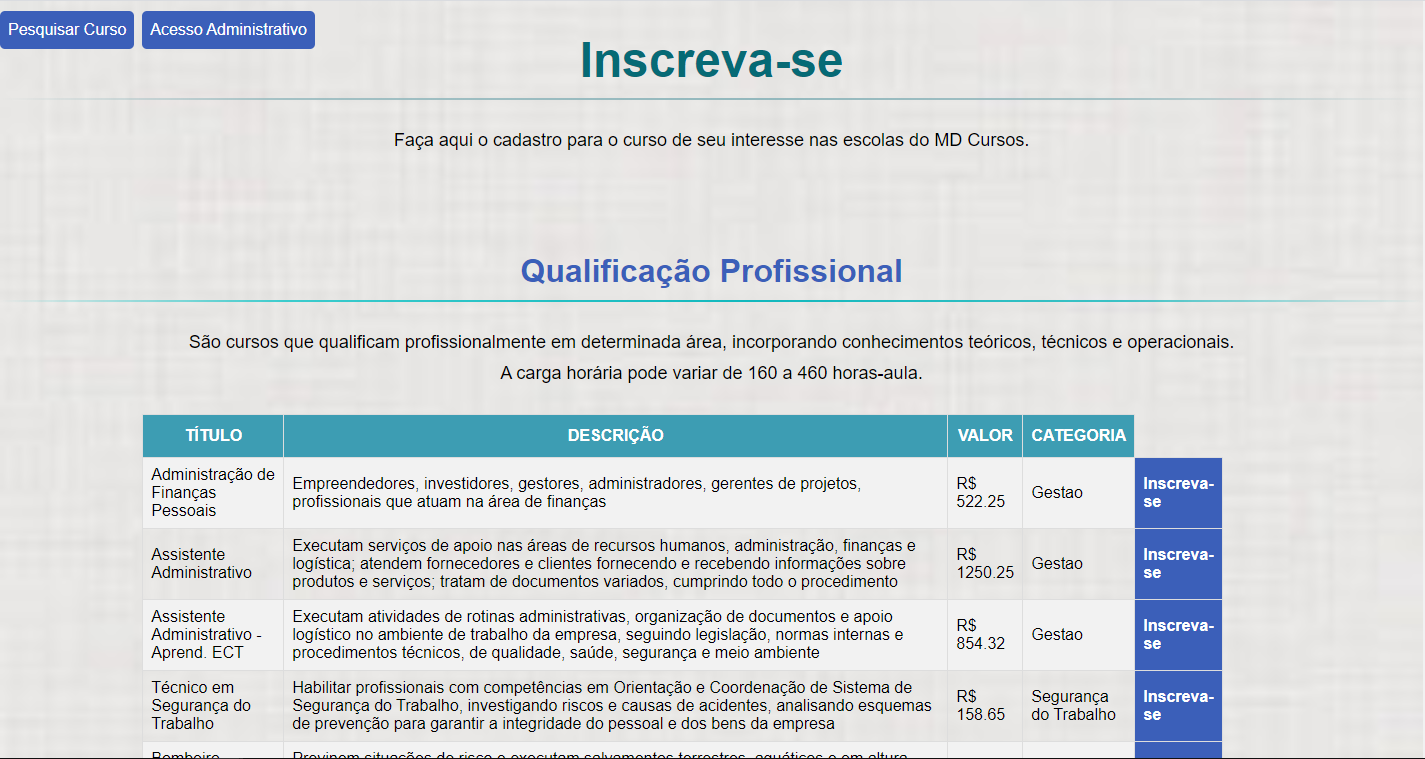 Pesquisar Curso
Acesso Administrativo
Inscreva-se
Faça aqui o cadastro para o curso de seu interesse nas escolas do MD Cursos.
Qualificação Profissional
São cursos que qualificam profissionalmente em determinada área, incorporando conhecimentos teóricos, técnicos e operacionais.
A carga horária pode variar de 160 a 460 horas-aula.
TÍTULO DESCRIÇÃO VALOR CATEGORIA
Administração de
Finanças
Pessoais
Empreendedores, investidores, gestores, administradores, gerentes de projetos,
profissionais que atuam na área de finanças
R$
522.25
Gestao
Inscreva-
se
Assistente
Administrativo
Executam serviços de apoio nas áreas de recursos humanos, administração, finanças e
logística; atendem fornecedores e clientes fornecendo e recebendo informações sobre
produtos e serviços; tratam de documentos variados, cumprindo todo o procedimento
R$
1250.25
Gestao
Inscreva-
se
Assistente
Administrativo -
Aprend. ECT
Executam atividades de rotinas administrativas, organização de documentos e apoio
logístico no ambiente de trabalho da empresa, seguindo legislação, normas internas e
procedimentos técnicos, de qualidade, saúde, segurança e meio ambiente
R$
854.32
Gestao
Inscreva-
se
Técnico em
Segurança do
Trabalho
Habilitar profissionais com competências em Orientação e Coordenação de Sistema de
Segurança do Trabalho, investigando riscos e causas de acidentes, analisando esquemas
de prevenção para garantir a integridade do pessoal e dos bens da empresa
R$
158.65
Segurança
do Trabalho
Inscreva-
se
Bombeiro
Previnem situações de risco e executam salvamentos terrestres, aquáticos e em altura